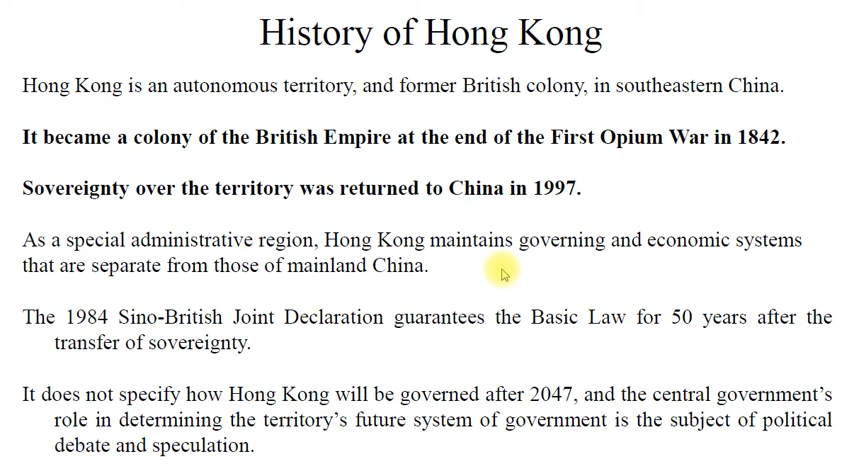 History of Hong Kong
Hong Kong is an autonomous territory, and former British colony, in southeastern China.
It became a colony of the British Empire at the end of the First Opium War in 1842.
Sovereignty over the territory was returned to China in 1997.
As a special administrative region, Hong Kong maintains governing and economic systems
that are separate from those of mainland China.
The 1984 Sino-British Joint Declaration guarantees the Basic Law for 50 years after the
transfer of sovereignty.
It does not specify how Hong Kong will be governed after 2047, and the central government’s
role in determining the territory’s future system of government is the subject of political
debate and speculation.